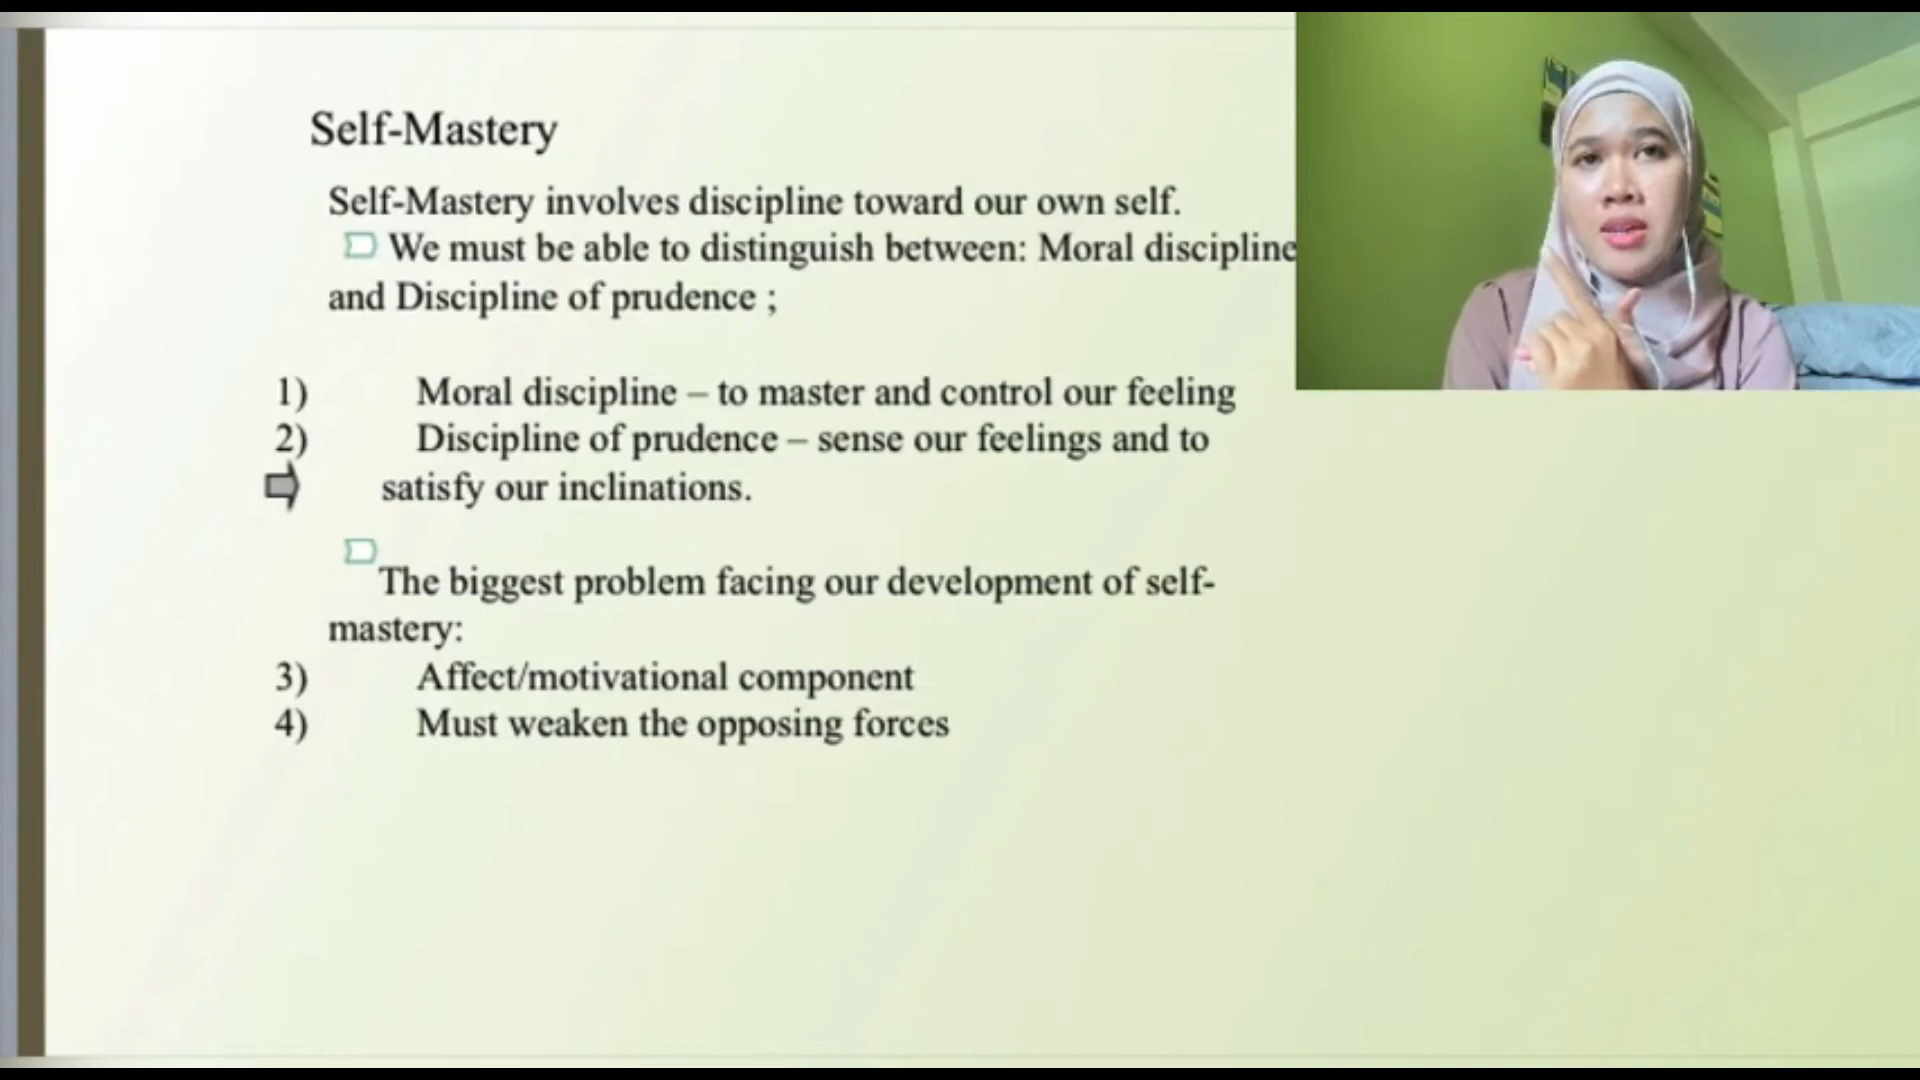 Self-Mastery
Self-Mastery involves discipline toward our own self.
We must be able to distinguish between: Moral discipline
and Discipline of prudence ;
1) Moral discipline – to master and control our feeling
2) Discipline of prudence – sense our feelings and to
satisfy our inclinations.
The biggest problem facing our development of self-
mastery:
3) Affect/motivational component
4) Must weaken the opposing forces